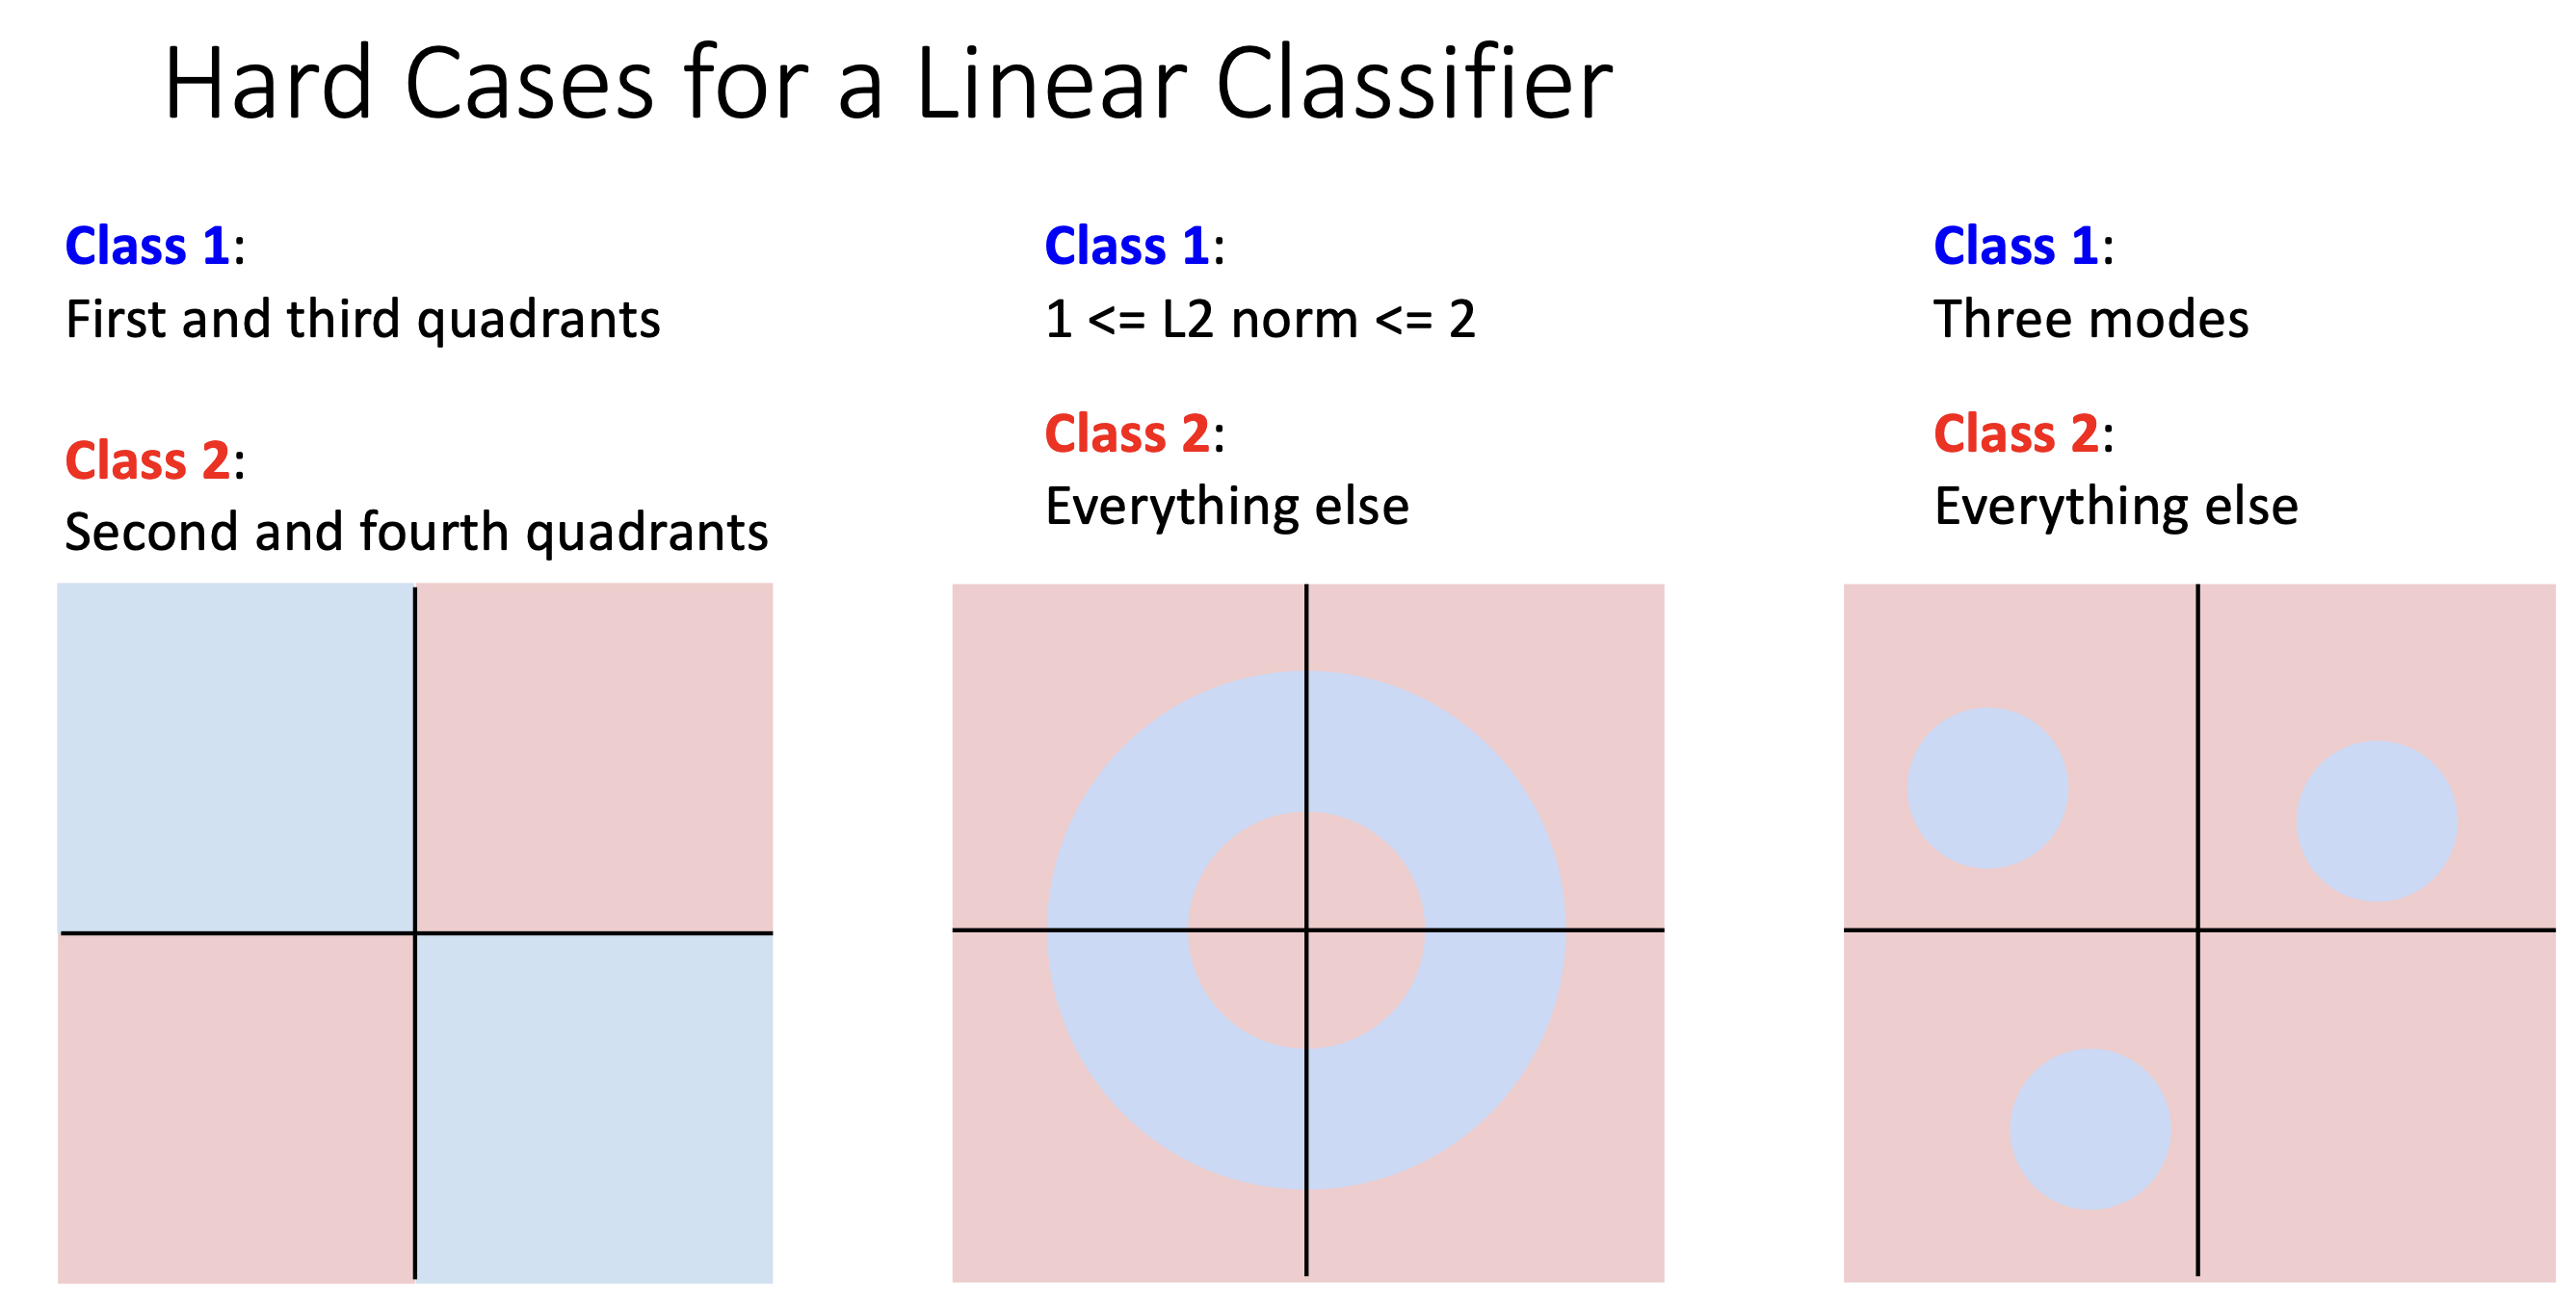 Hard Cases for a Linear Classifier
Class 1:
First and third quadrants
Class 2:
Second and fourth quadrants
Class 1:
1 <= L2 norm <= 2
Class 2:
Everything else
Class 1:
Three modes
Class 2:
Everything else